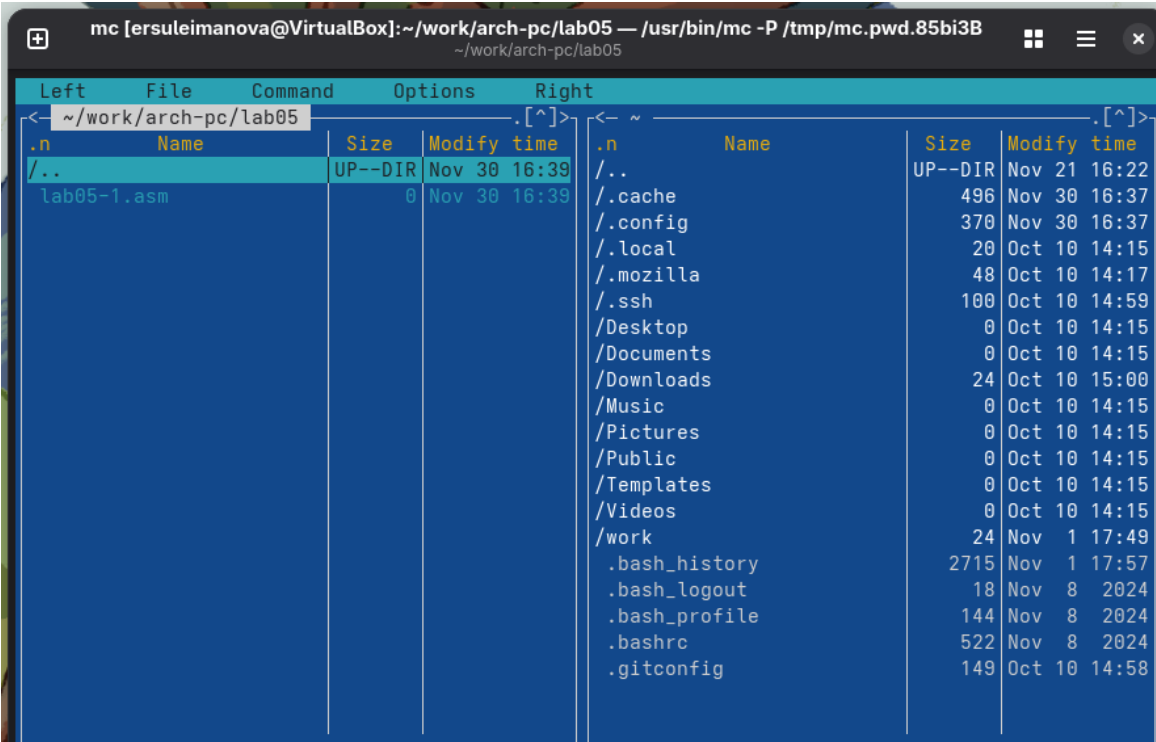 mc [ersuleimanova@VirtualBox]:~/work/arch-pc/lab05 — /usr/bin/mc -P /tmp/mc.pwd.85bi3B
~/work/arch-pc/lab05
Left File Command Options Right
<— ~/work/arch-pc/lab05 .[^]>
.n Name Size Modify time
/.. UP--DIR Nov 30 16:39
lab05-1.asm 0 Nov 30 16:39
<— ~ .[^]>
.n Name Size Modify time
/.. UP--DIR Nov 21 16:22
/.cache 496 Nov 30 16:37
/.config 370 Nov 30 16:37
/.local 20 Oct 10 14:15
/.mozilla 48 Oct 10 14:17
/.ssh 100 Oct 10 14:59
/Desktop 0 Oct 10 14:15
/Documents 0 Oct 10 14:15
/Downloads 24 Oct 10 15:00
/Music 0 Oct 10 14:15
/Pictures 0 Oct 10 14:15
/Public 0 Oct 10 14:15
/Templates 0 Oct 10 14:15
/Videos 0 Oct 10 14:15
/work 24 Nov 1 17:49
.bash_history 2715 Nov 1 17:57
.bash_logout 18 Nov 8 2024
.bash_profile 144 Nov 8 2024
.bashrc 522 Nov 8 2024
.gitconfig 149 Oct 10 14:58